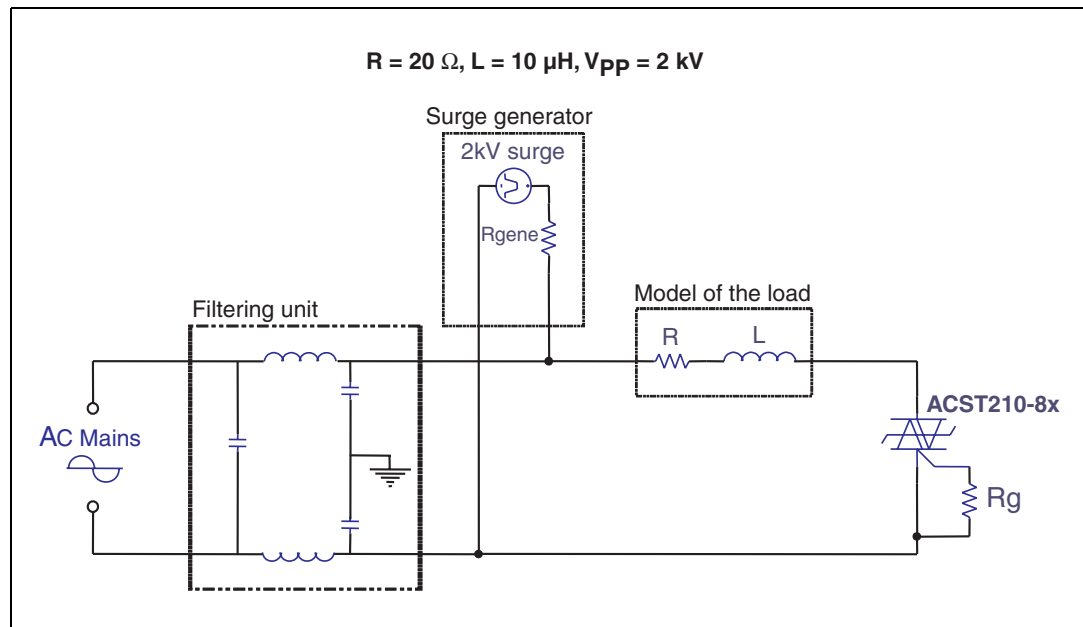 R = 20 Ω, L = 10 µH, VPP = 2 kV
Surge generator
2kV surge
Rgene
Model of the load
Filtering unit
R
L
ACST210-8x
AC Mains
Rg